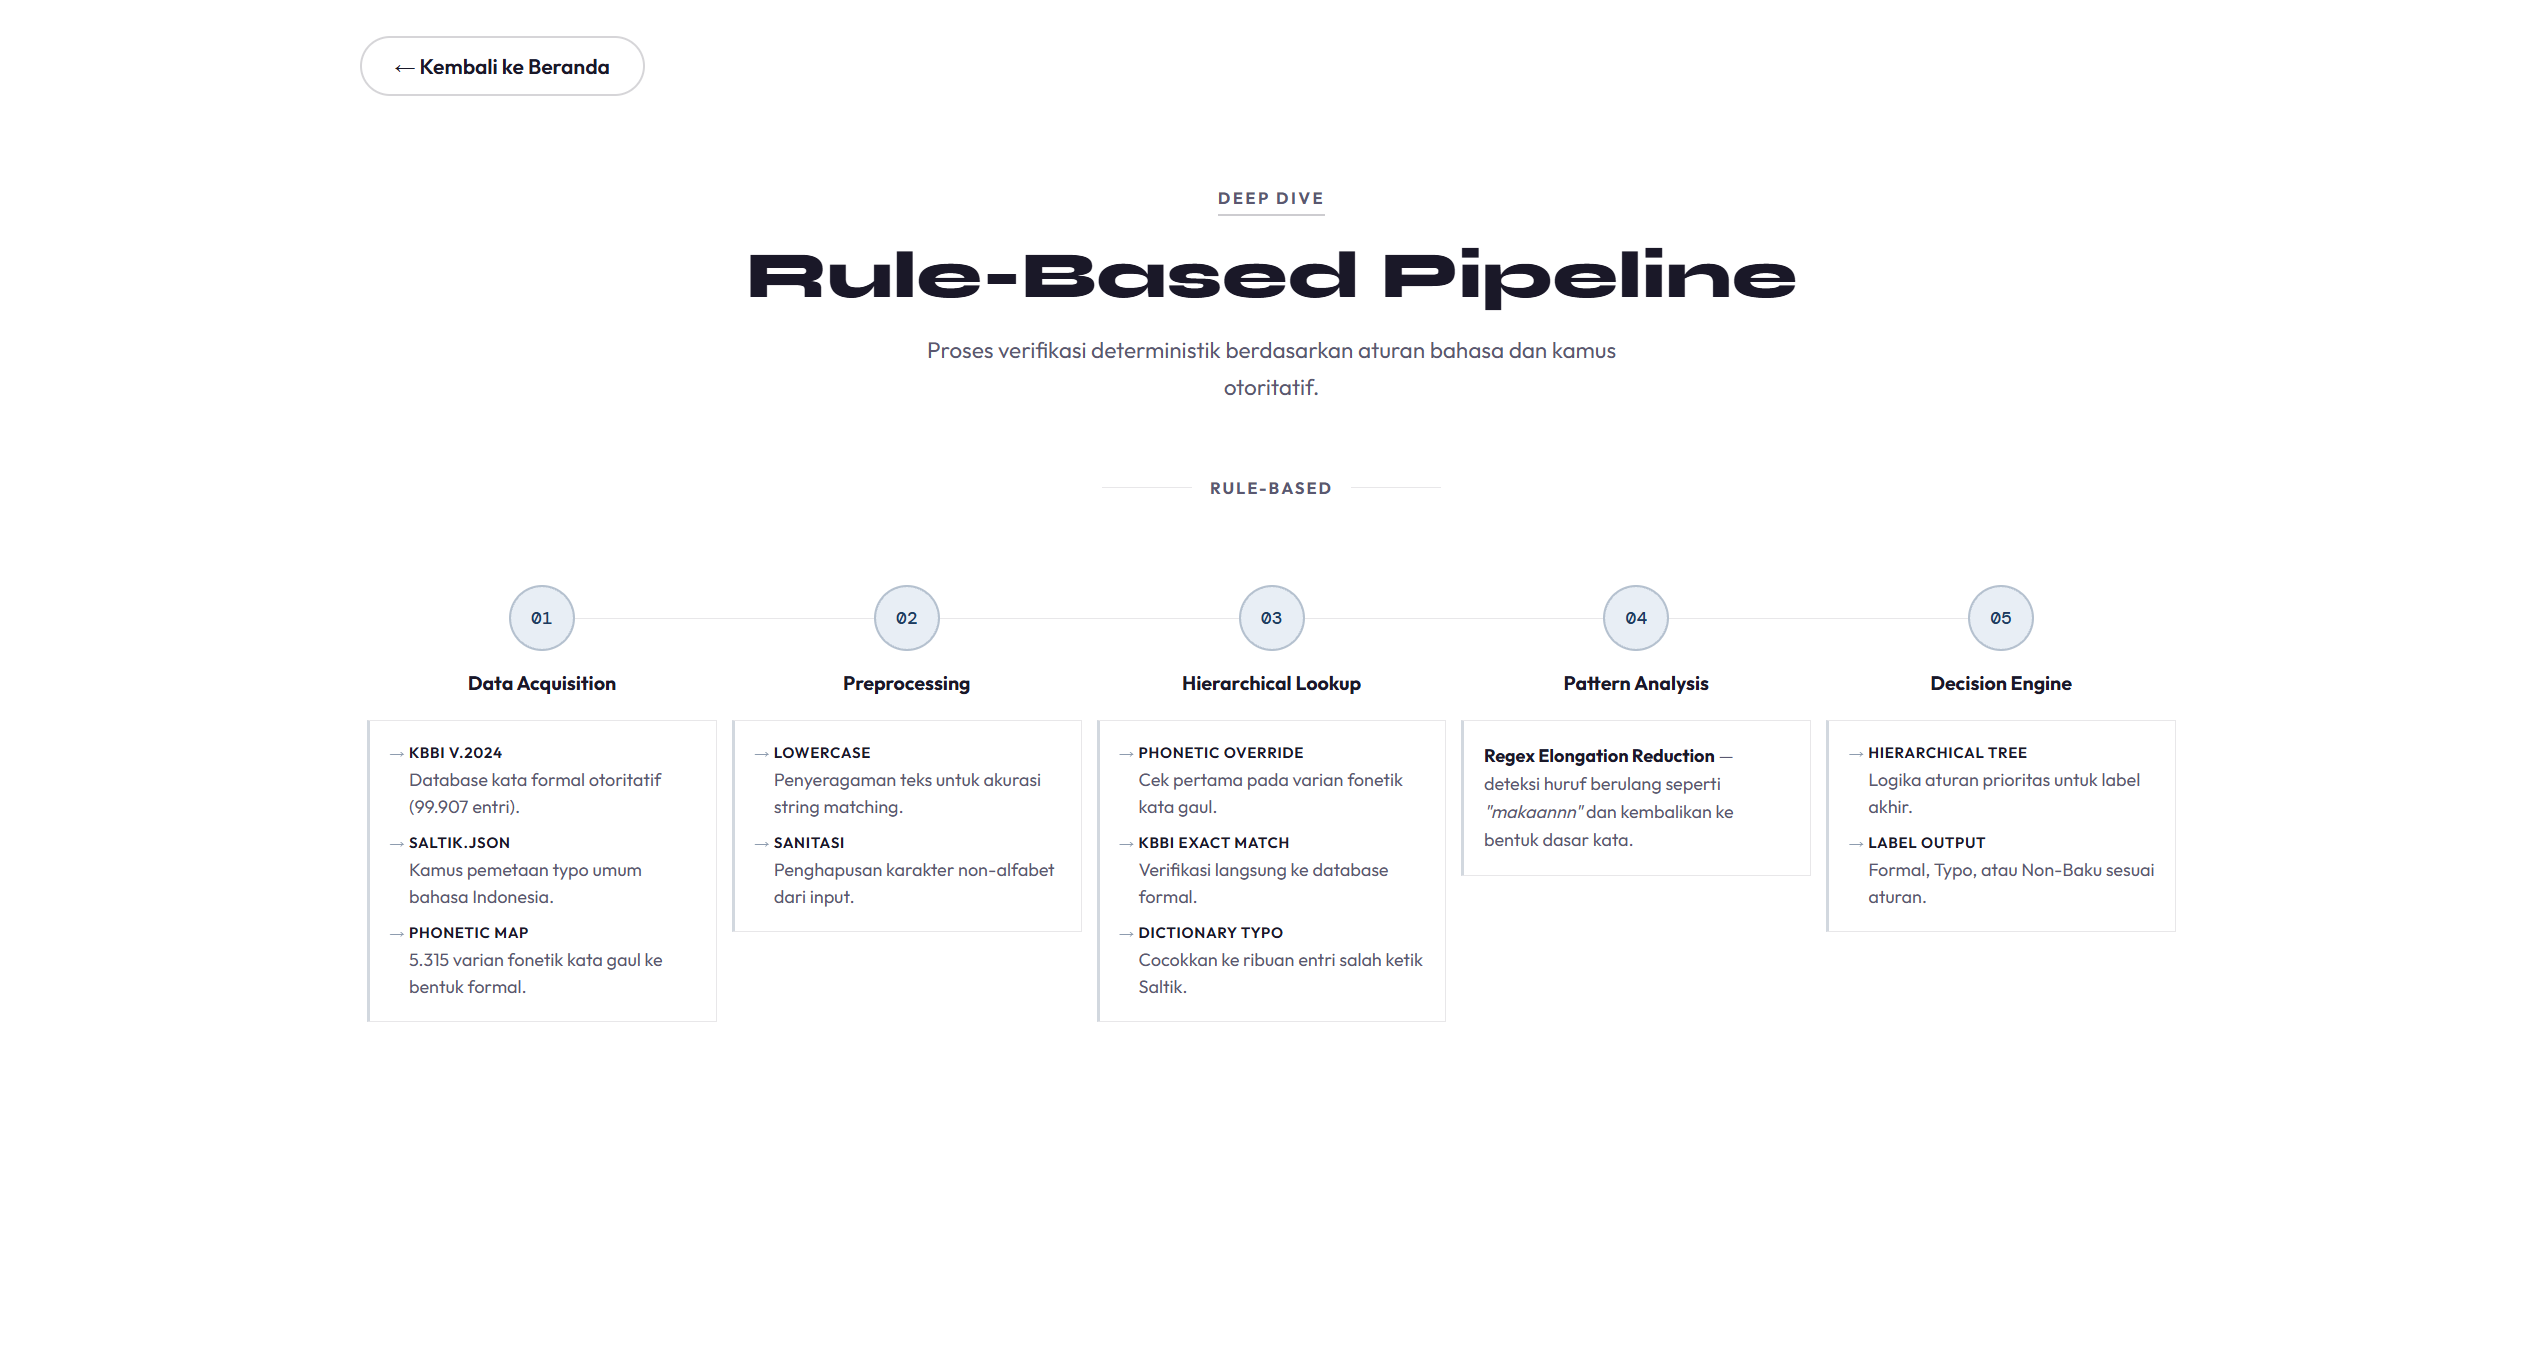 ← Kembali ke Beranda
DEEP DIVE
Rule-Based Pipeline
Proses verifikasi deterministik berdasarkan aturan bahasa dan kamus
otoritatif.
RULE-BASED
01
Data Acquisition
→ KBBI V.2024
Database kata formal otoritatif
(99.907 entri).
→ SALTIK.JSON
Kamus pemetaan typo umum
bahasa Indonesia.
→ PHONETIC MAP
5.315 varian fonetik kata gaul ke
bentuk formal.
02
Preprocessing
→ LOWERCASE
Penyeragaman teks untuk akurasi
string matching.
→ SANITASI
Penghapusan karakter non-alfabet
dari input.
03
Hierarchical Lookup
→ PHONETIC OVERRIDE
Cek pertama pada varian fonetik
kata gaul.
→ KBBI EXACT MATCH
Verifikasi langsung ke database
formal.
→ DICTIONARY TYPO
Cocokkan ke ribuan entri salah ketik
Saltik.
04
Pattern Analysis
Regex Elongation Reduction —
deteksi huruf berulang seperti
"makaannn" dan kembalikan ke
bentuk dasar kata.
05
Decision Engine
→ HIERARCHICAL TREE
Logika aturan prioritas untuk label
akhir.
→ LABEL OUTPUT
Formal, Typo, atau Non-Baku sesuai
aturan.